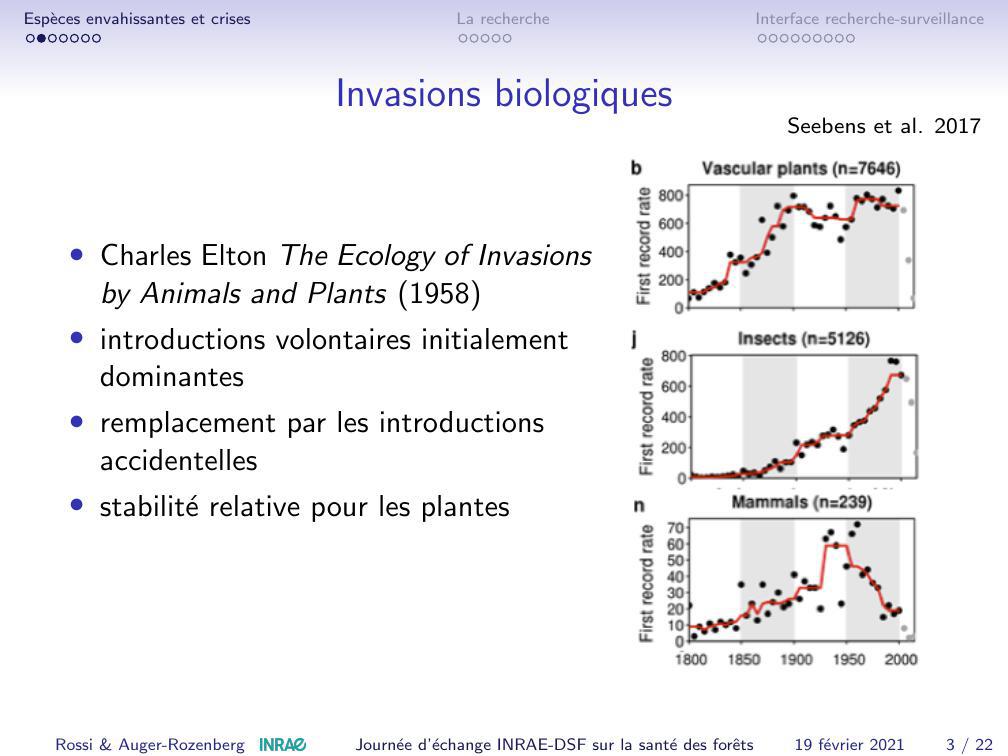 Espèces envahissantes et crises
La recherche
Interface recherche-surveillance
Invasions biologiques
Seebens et al. 2017
• Charles Elton The Ecology of Invasions
by Animals and Plants (1958)
• introductions volontaires initialement
dominantes
• remplacement par les introductions
accidentelles
• stabilité relative pour les plantes
b Vascular plants (n=7646)
First record rate
800
600
400
200
0
j Insects (n=5126)
First record rate
800
600
400
200
0
n Mammals (n=239)
First record rate
70
60
50
40
30
20
10
0
1800 1850 1900 1950 2000
Rossi & Auger-Rozenberg INRAE Journée d'échange INRAE-DSF sur la santé des forêts 19 février 2021 3 / 22